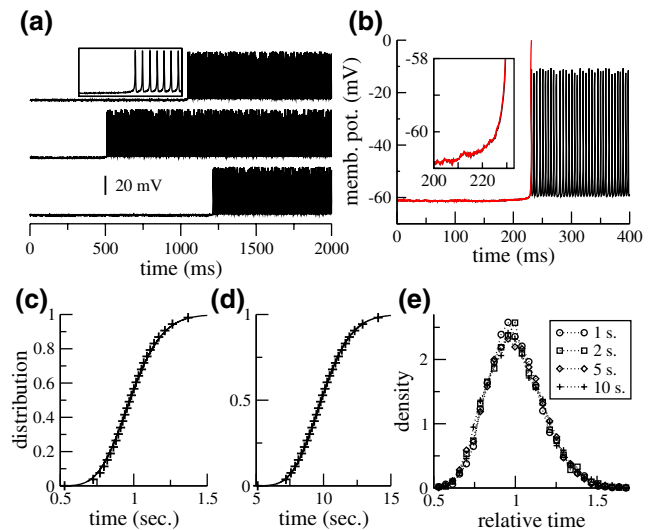 (a)
20 mV
0 500 1000 1250 1500 1750 2000
time (ms)
(b)
memb. pot. (mV)
0
-20
-40
-60
-58
-60
200 220
0 100 200 300 400
time (ms)
(c)
distribution
1
0.8
0.6
0.4
0.2
0
0.5 1 1.5
time (sec.)
(d)
1
0.5
0
5 10 15
time (sec.)
(e)
density
2
1
0
1 s.
2 s.
5 s.
10 s.
0.5 1 1.5
relative time